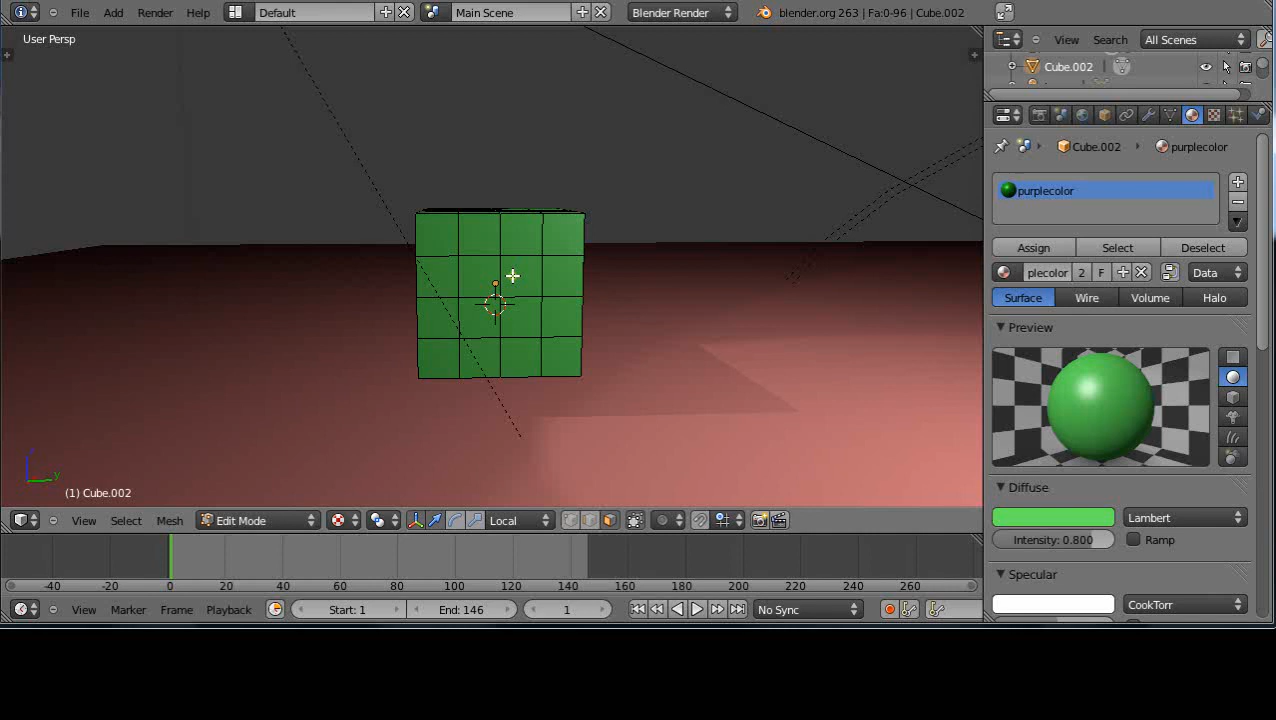 File Add Render Help Default Main Scene Blender Render blender.org 263 | Fa:0-96 | Cube.002
User Persp
View Search All Scenes
Cube.002
Cube.002 purplecolor
purplecolor
Assign Select Deselect
plecolor 2 F Data
Surface Wire Volume Halo
Preview
z
y
Diffuse
(1) Cube.002
Lambert
View Select Mesh Edit Mode Local
Intensity: 0.800 Ramp
Specular
-40 -20 0 20 40 60 80 100 120 140 160 180 200 220 240 260
CookTorr
View Marker Frame Playback Start: 1 End: 146 1 No Sync